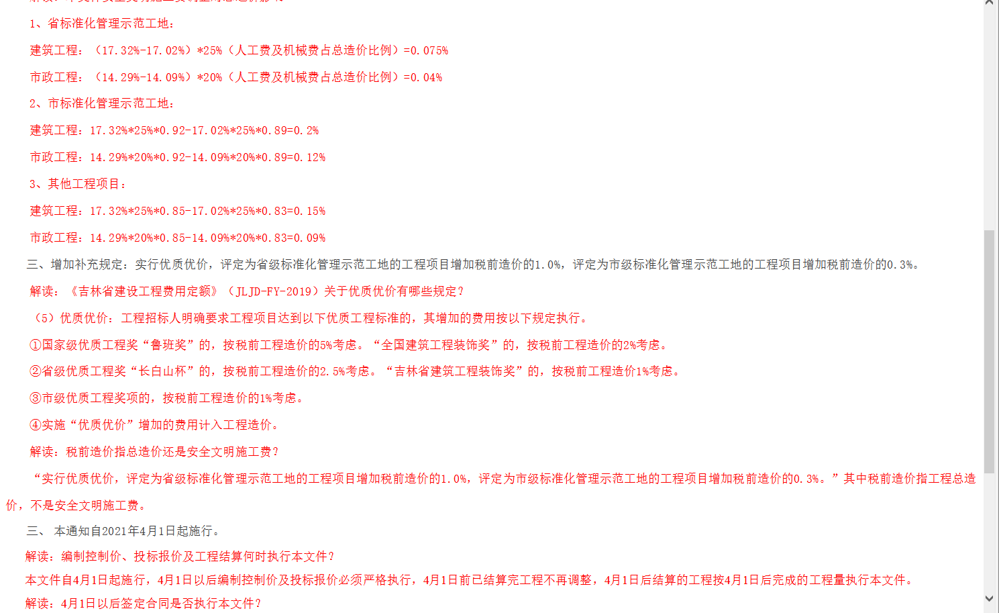 1、省标准化管理示范工地：
建筑工程：（17.32%-17.02%）*25%（人工费及机械费占总造价比例）=0.075%
市政工程：（14.29%-14.09%）*20%（人工费及机械费占总造价比例）=0.04%
2、市标准化管理示范工地：
建筑工程：17.32%*25%*0.92-17.02%*25%*0.89=0.2%
市政工程：14.29%*20%*0.92-14.09%*20%*0.89=0.12%
3、其他工程项目：
建筑工程：17.32%*25%*0.85-17.02%*25%*0.83=0.15%
市政工程：14.29%*20%*0.85-14.09%*20%*0.83=0.09%
三、增加补充规定：实行优质优价，评定为省级标准化管理示范工地的工程项目增加税前造价的1.0%，评定为市级标准化管理示范工地的工程项目增加税前造价的0.3%。
解读：《吉林省建设工程费用定额》（JLJD-FY-2019）关于优质优价有哪些规定？
（5）优质优价：工程招标人明确要求工程项目达到以下优质工程标准的，其增加的费用按以下规定执行。
①国家级优质工程奖“鲁班奖”的，按税前工程造价的5%考虑。“全国建筑工程装饰奖”的，按税前工程造价的2%考虑。
②省级优质工程奖“长白山杯”的，按税前工程造价的2.5%考虑。“吉林省建筑工程装饰奖”的，按税前工程造价1%考虑。
③市级优质工程奖项的，按税前工程造价的1%考虑。
④实施“优质优价”增加的费用计入工程造价。
解读：税前造价指总造价还是安全文明施工费？
“实行优质优价，评定为省级标准化管理示范工地的工程项目增加税前造价的1.0%，评定为市级标准化管理示范工地的工程项目增加税前造价的0.3%。”其中税前造价指工程总造
价，不是安全文明施工费。
三、 本通知自2021年4月1日起施行。
解读：编制控制价、投标报价及工程结算何时执行本文件？
本文件自4月1日起施行，4月1日以后编制控制价及投标报价必须严格执行，4月1日前已结算完工程不再调整，4月1日后结算的工程按4月1日后完成的工程量执行本文件。
解读：4月1日以后签定合同是否执行本文件？